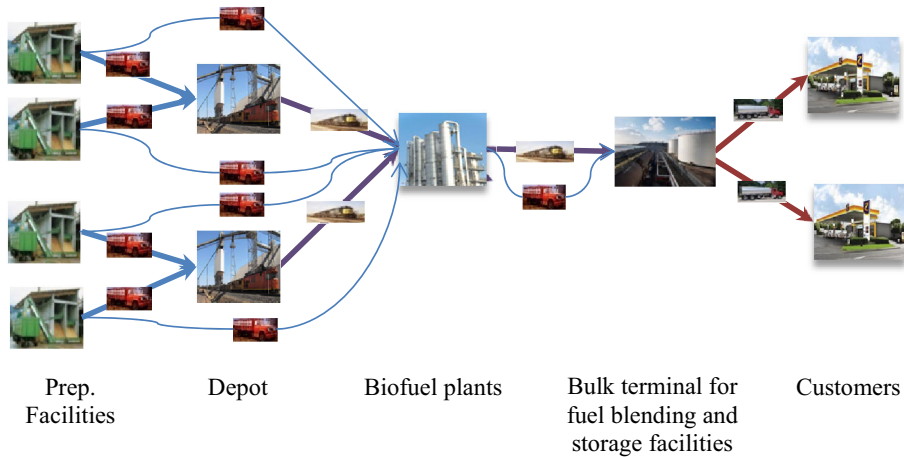 Prep.
Facilities
Depot
Biofuel plants
Bulk terminal for
fuel blending and
storage facilities
Customers